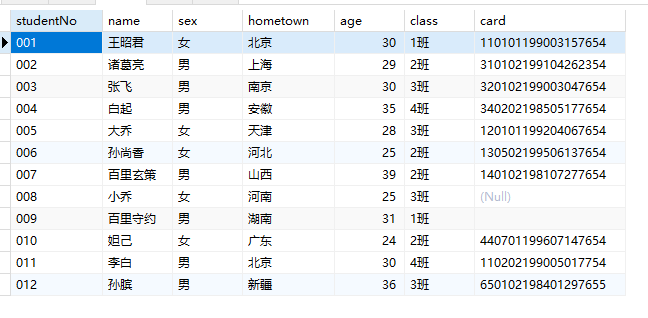 studentNo name sex hometown age class card
001 王昭君 女 北京 30 1班 110101199003157654
002 诸葛亮 男 上海 29 2班 310102199104262354
003 张飞 男 南京 30 3班 320102199003047654
004 白起 男 安徽 35 4班 340202198505177654
005 大乔 女 天津 28 3班 120101199204067654
006 孙尚香 女 河北 25 2班 130502199506137654
007 百里玄策 男 山西 39 2班 140102198107277654
008 小乔 女 河南 25 3班 (Null)
009 百里守约 男 湖南 31 1班
010 妲己 女 广东 24 2班 440701199607147654
011 李白 男 北京 30 4班 110202199005017754
012 孙膑 男 新疆 36 3班 650102198401297655